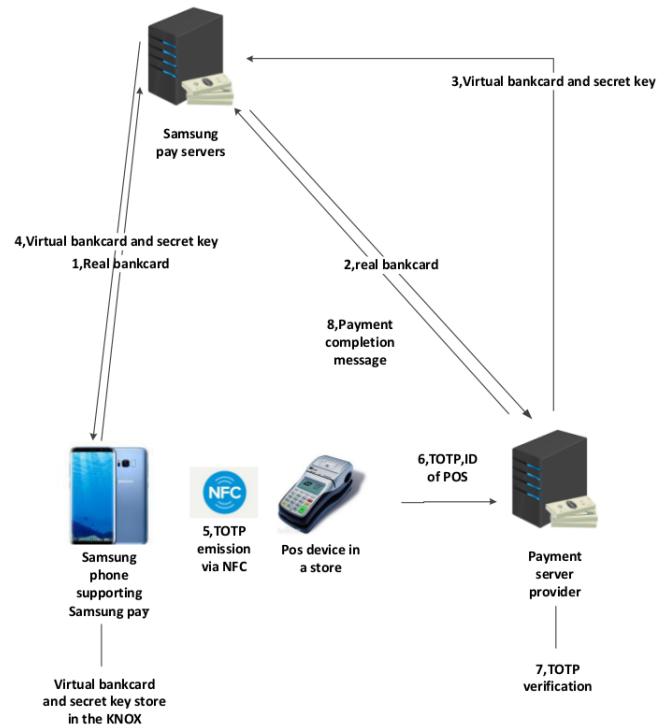 3,Virtual bankcard and secret key
Samsung
pay servers
4,Virtual bankcard and secret key
1,Real bankcard
2,real bankcard
8,Payment
completion
message
6,TOTP,ID
of POS
NFC
5,TOTP
emission
via NFC
Pos device in
a store
Samsung
phone
supporting
Samsung pay
Payment
server
provider
Virtual bankcard
and secret key store
in the KNOX
7,TOTP
verification